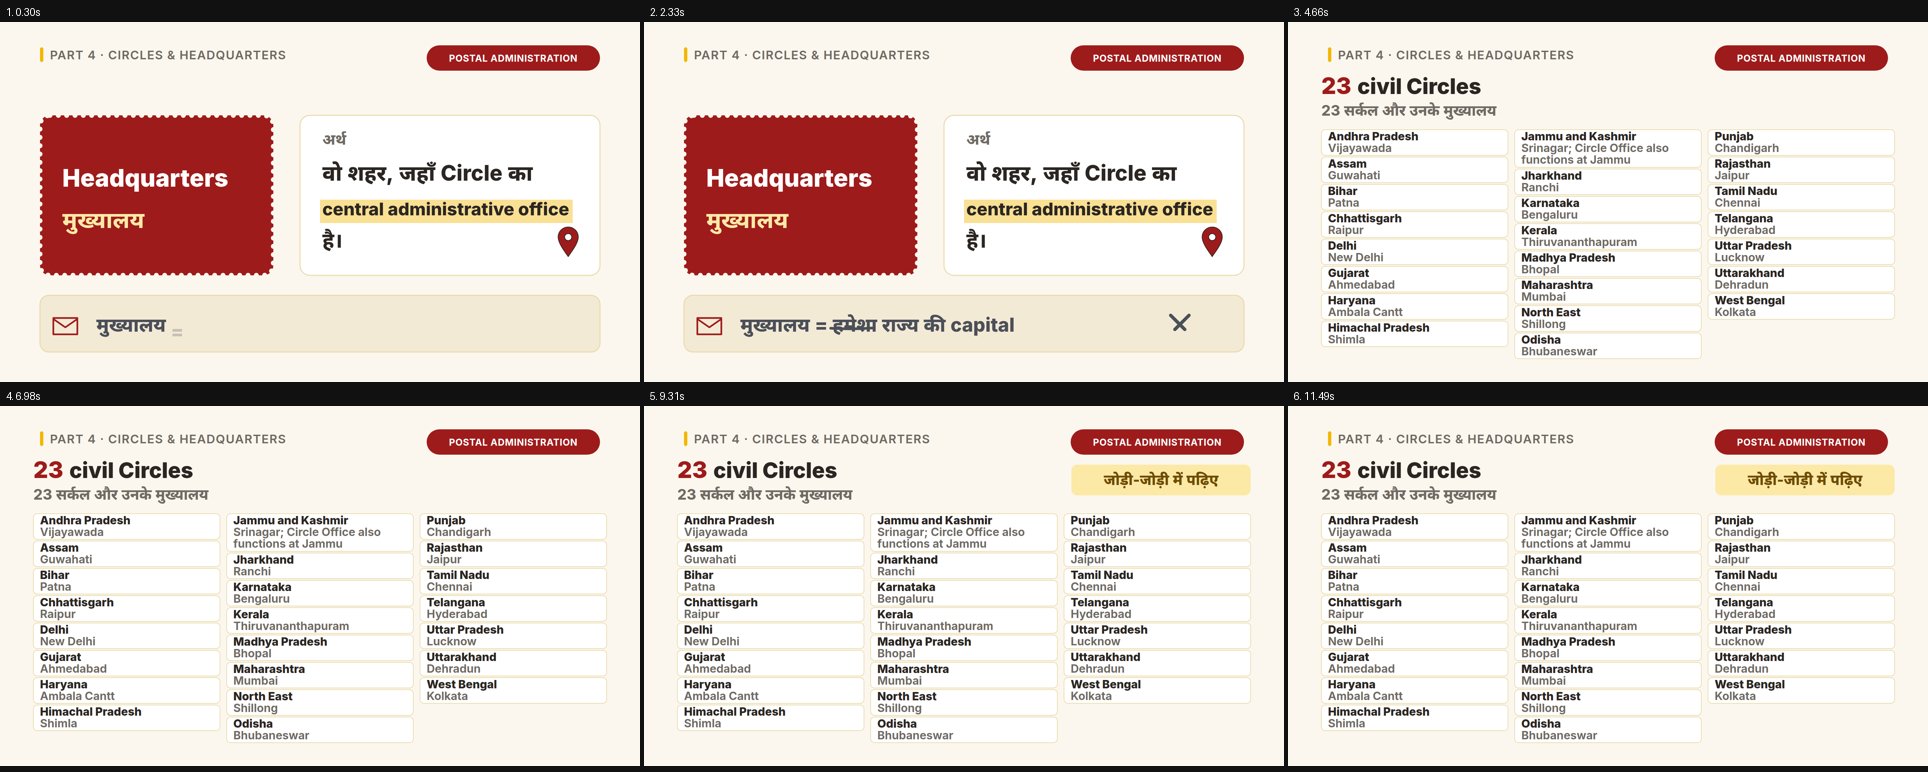 1. 0.30s
PART 4 · CIRCLES & HEADQUARTERS
POSTAL ADMINISTRATION
Headquarters
मुख्यालय
अर्थ
वो शहर, जहाँ Circle का
central administrative office
है।
मुख्यालय =
2. 2.33s
PART 4 · CIRCLES & HEADQUARTERS
POSTAL ADMINISTRATION
Headquarters
मुख्यालय
अर्थ
वो शहर, जहाँ Circle का
central administrative office
है।
मुख्यालय = हमेशा राज्य की capital
3. 4.66s
PART 4 · CIRCLES & HEADQUARTERS
POSTAL ADMINISTRATION
23 civil Circles
23 सर्कल और उनके मुख्यालय
Andhra Pradesh
Vijayawada
Assam
Guwahati
Bihar
Patna
Chhattisgarh
Raipur
Delhi
New Delhi
Gujarat
Ahmedabad
Haryana
Ambala Cantt
Himachal Pradesh
Shimla
Jammu and Kashmir
Srinagar; Circle Office also
functions at Jammu
Jharkhand
Ranchi
Karnataka
Bengaluru
Kerala
Thiruvananthapuram
Madhya Pradesh
Bhopal
Maharashtra
Mumbai
North East
Shillong
Odisha
Bhubaneswar
Punjab
Chandigarh
Rajasthan
Jaipur
Tamil Nadu
Chennai
Telangana
Hyderabad
Uttar Pradesh
Lucknow
Uttarakhand
Dehradun
West Bengal
Kolkata
4. 6.98s
PART 4 · CIRCLES & HEADQUARTERS
POSTAL ADMINISTRATION
23 civil Circles
23 सर्कल और उनके मुख्यालय
Andhra Pradesh
Vijayawada
Assam
Guwahati
Bihar
Patna
Chhattisgarh
Raipur
Delhi
New Delhi
Gujarat
Ahmedabad
Haryana
Ambala Cantt
Himachal Pradesh
Shimla
Jammu and Kashmir
Srinagar; Circle Office also
functions at Jammu
Jharkhand
Ranchi
Karnataka
Bengaluru
Kerala
Thiruvananthapuram
Madhya Pradesh
Bhopal
Maharashtra
Mumbai
North East
Shillong
Odisha
Bhubaneswar
Punjab
Chandigarh
Rajasthan
Jaipur
Tamil Nadu
Chennai
Telangana
Hyderabad
Uttar Pradesh
Lucknow
Uttarakhand
Dehradun
West Bengal
Kolkata
5. 9.31s
PART 4 · CIRCLES & HEADQUARTERS
POSTAL ADMINISTRATION
23 civil Circles
23 सर्कल और उनके मुख्यालय
जोड़ी-जोड़ी में पढ़िए
Andhra Pradesh
Vijayawada
Assam
Guwahati
Bihar
Patna
Chhattisgarh
Raipur
Delhi
New Delhi
Gujarat
Ahmedabad
Haryana
Ambala Cantt
Himachal Pradesh
Shimla
Jammu and Kashmir
Srinagar; Circle Office also
functions at Jammu
Jharkhand
Ranchi
Karnataka
Bengaluru
Kerala
Thiruvananthapuram
Madhya Pradesh
Bhopal
Maharashtra
Mumbai
North East
Shillong
Odisha
Bhubaneswar
Punjab
Chandigarh
Rajasthan
Jaipur
Tamil Nadu
Chennai
Telangana
Hyderabad
Uttar Pradesh
Lucknow
Uttarakhand
Dehradun
West Bengal
Kolkata
6. 11.49s
PART 4 · CIRCLES & HEADQUARTERS
POSTAL ADMINISTRATION
23 civil Circles
23 सर्कल और उनके मुख्यालय
जोड़ी-जोड़ी में पढ़िए
Andhra Pradesh
Vijayawada
Assam
Guwahati
Bihar
Patna
Chhattisgarh
Raipur
Delhi
New Delhi
Gujarat
Ahmedabad
Haryana
Ambala Cantt
Himachal Pradesh
Shimla
Jammu and Kashmir
Srinagar; Circle Office also
functions at Jammu
Jharkhand
Ranchi
Karnataka
Bengaluru
Kerala
Thiruvananthapuram
Madhya Pradesh
Bhopal
Maharashtra
Mumbai
North East
Shillong
Odisha
Bhubaneswar
Punjab
Chandigarh
Rajasthan
Jaipur
Tamil Nadu
Chennai
Telangana
Hyderabad
Uttar Pradesh
Lucknow
Uttarakhand
Dehradun
West Bengal
Kolkata